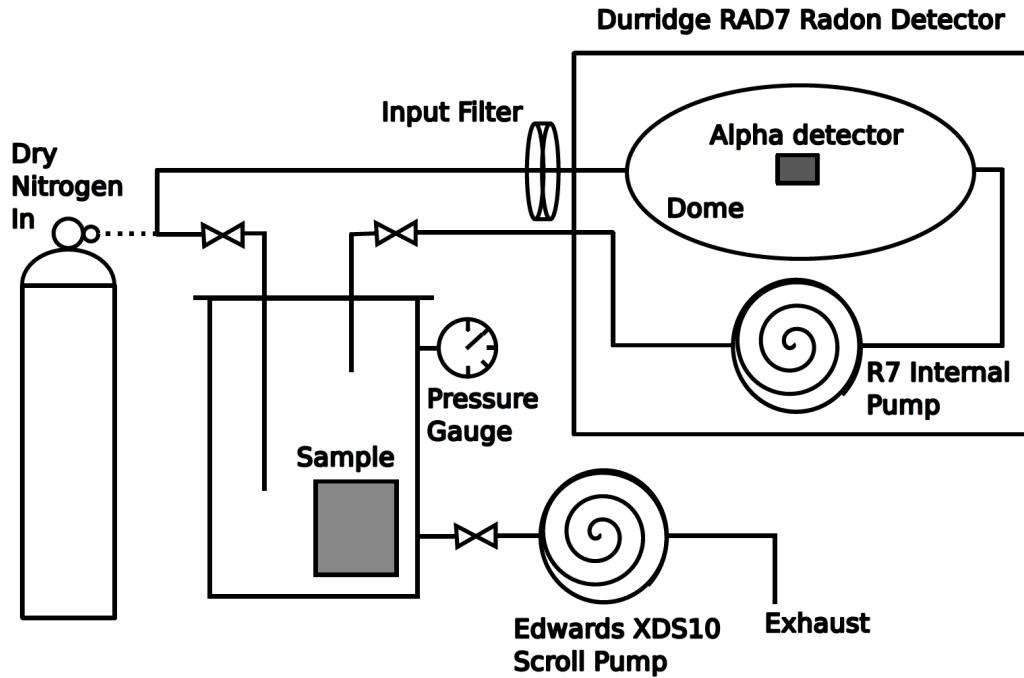 Durridge RAD7 Radon Detector
Input Filter
Alpha detector
Dry
Nitrogen
In
Dome
R7 Internal
Pump
Pressure
Gauge
Sample
Edwards XDS10
Scroll Pump
Exhaust